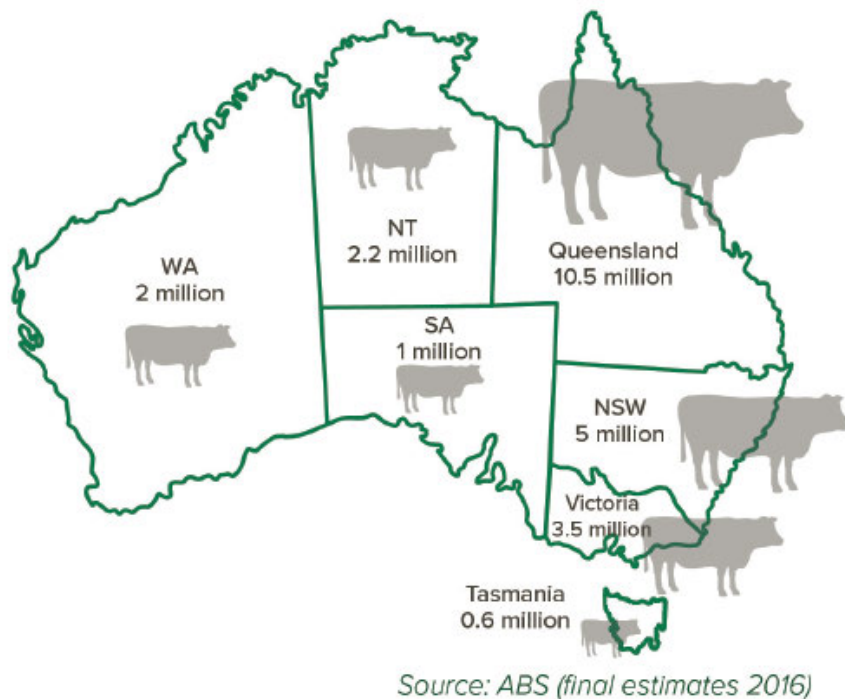 NT
2.2 million
Queensland
10.5 million
WA
2 million
SA
1 million
NSW
5 million
Victoria
3.5 million
Tasmania
0.6 million
Source: ABS (final estimates 2016)